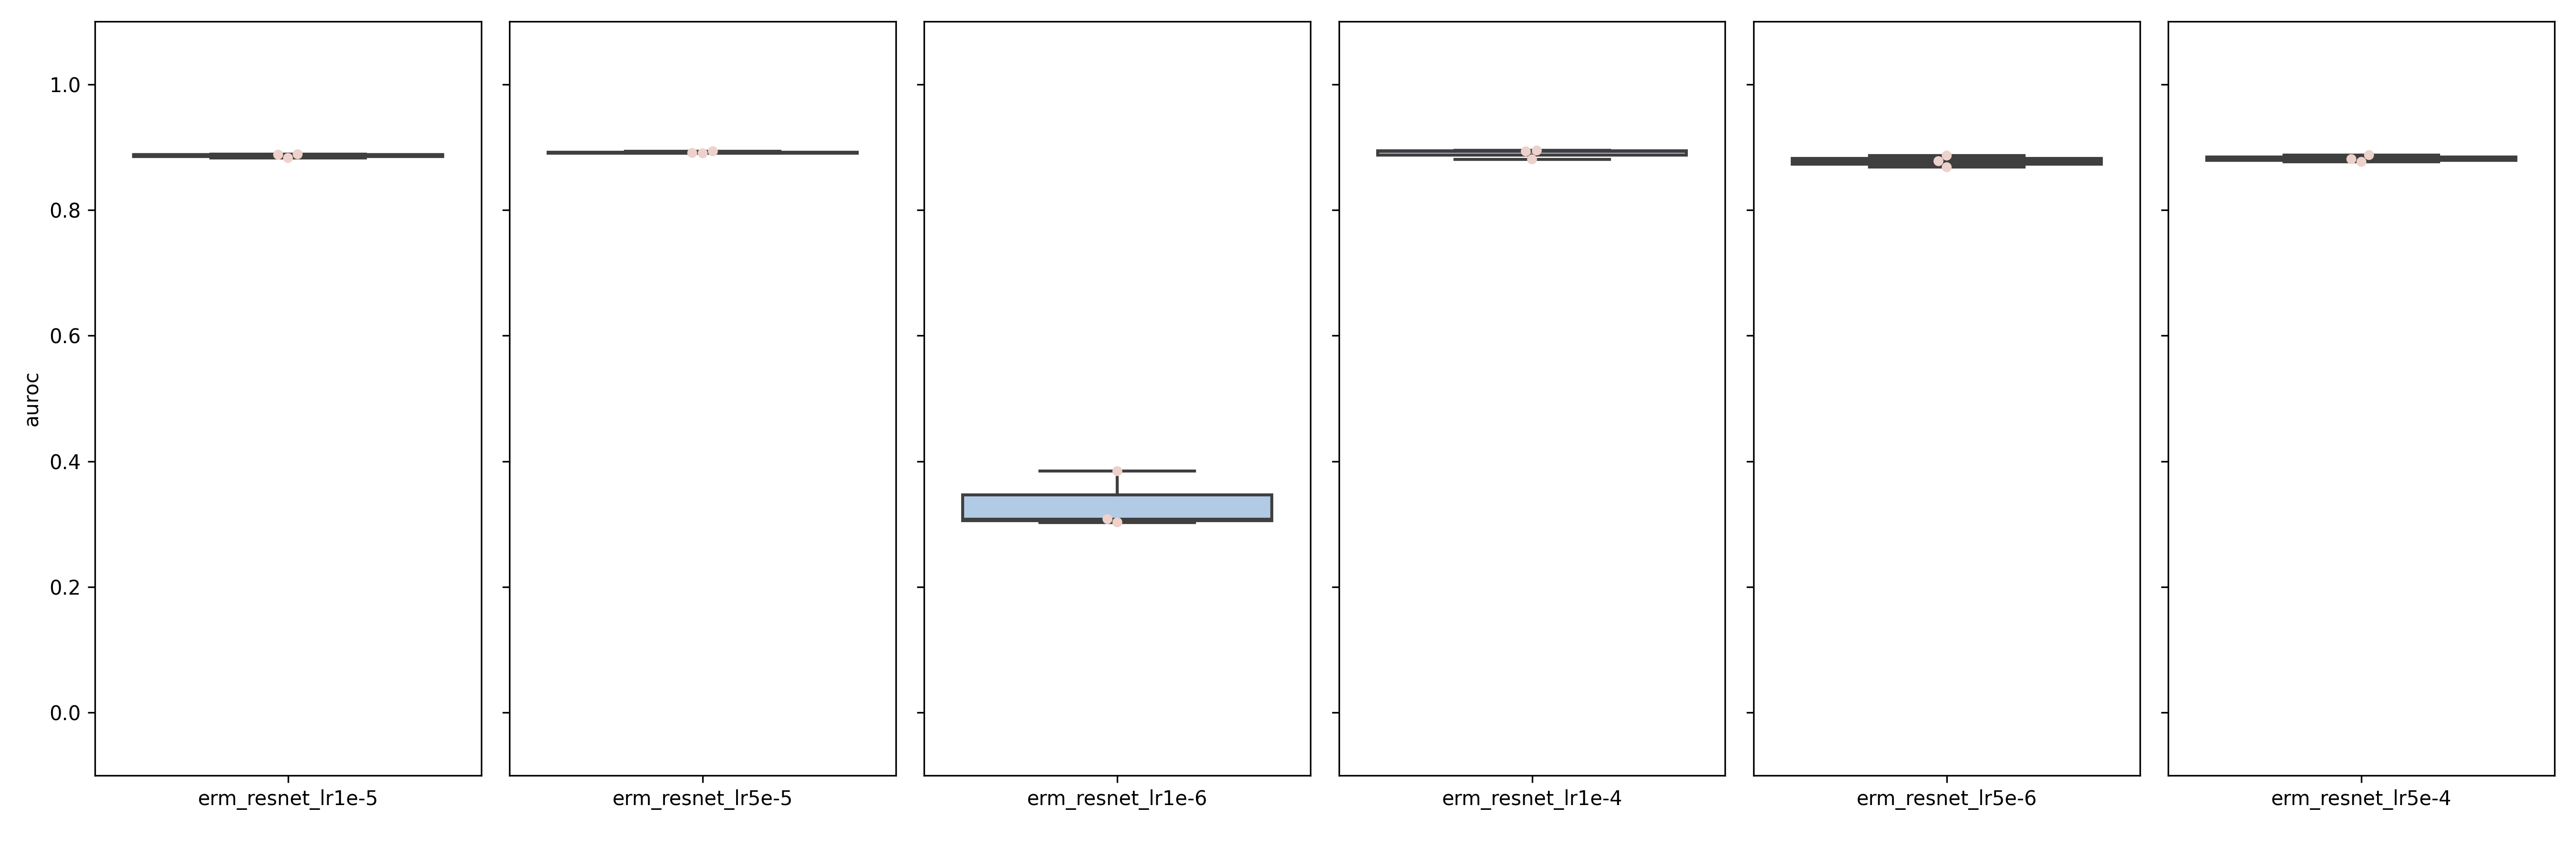 auroc
1.0
0.8
0.6
0.4
0.2
0.0
erm_resnet_lr1e-5
erm_resnet_lr5e-5
erm_resnet_lr1e-6
erm_resnet_lr1e-4
erm_resnet_lr5e-6
erm_resnet_lr5e-4